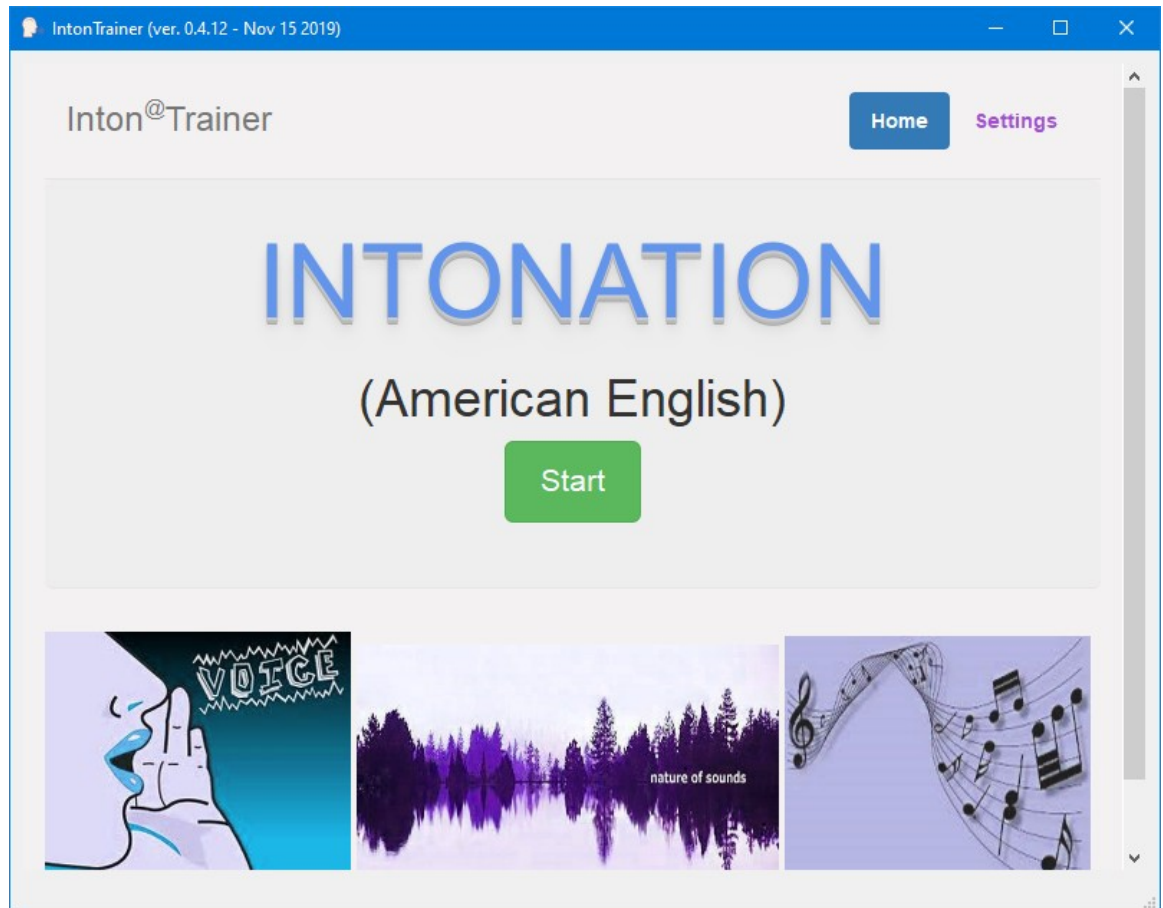 IntonTrainer (ver. 0.4.12 - Nov 15 2019)
Inton@Trainer
Home
Settings
INTONATION
(American English)
Start
VOICE
nature of sounds